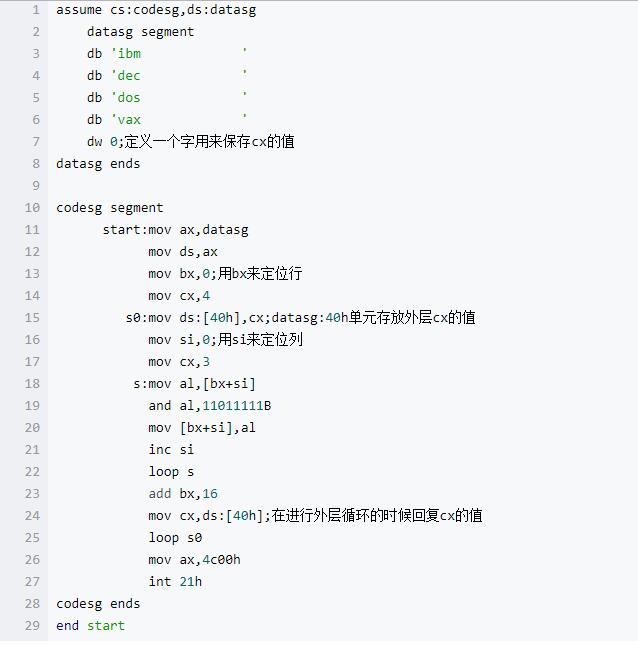 1 assume cs:codesg,ds:datasg
2     datasg segment
3     db 'ibm             '
4     db 'dec             '
5     db 'dos             '
6     db 'vax             '
7     dw 0;定义一个字用来保存cx的值
8 datasg ends
9
10 codesg segment
11       start:mov ax,datasg
12             mov ds,ax
13             mov bx,0;用bx来定位行
14             mov cx,4
15          s0:mov ds:[40h],cx;datasg:40h单元存放外层cx的值
16             mov si,0;用si来定位列
17             mov cx,3
18           s:mov al,[bx+si]
19             and al,11011111B
20             mov [bx+si],al
21             inc si
22             loop s
23             add bx,16
24             mov cx,ds:[40h];在进行外层循环的时候回复cx的值
25             loop s0
26             mov ax,4c00h
27             int 21h
28 codesg ends
29 end start